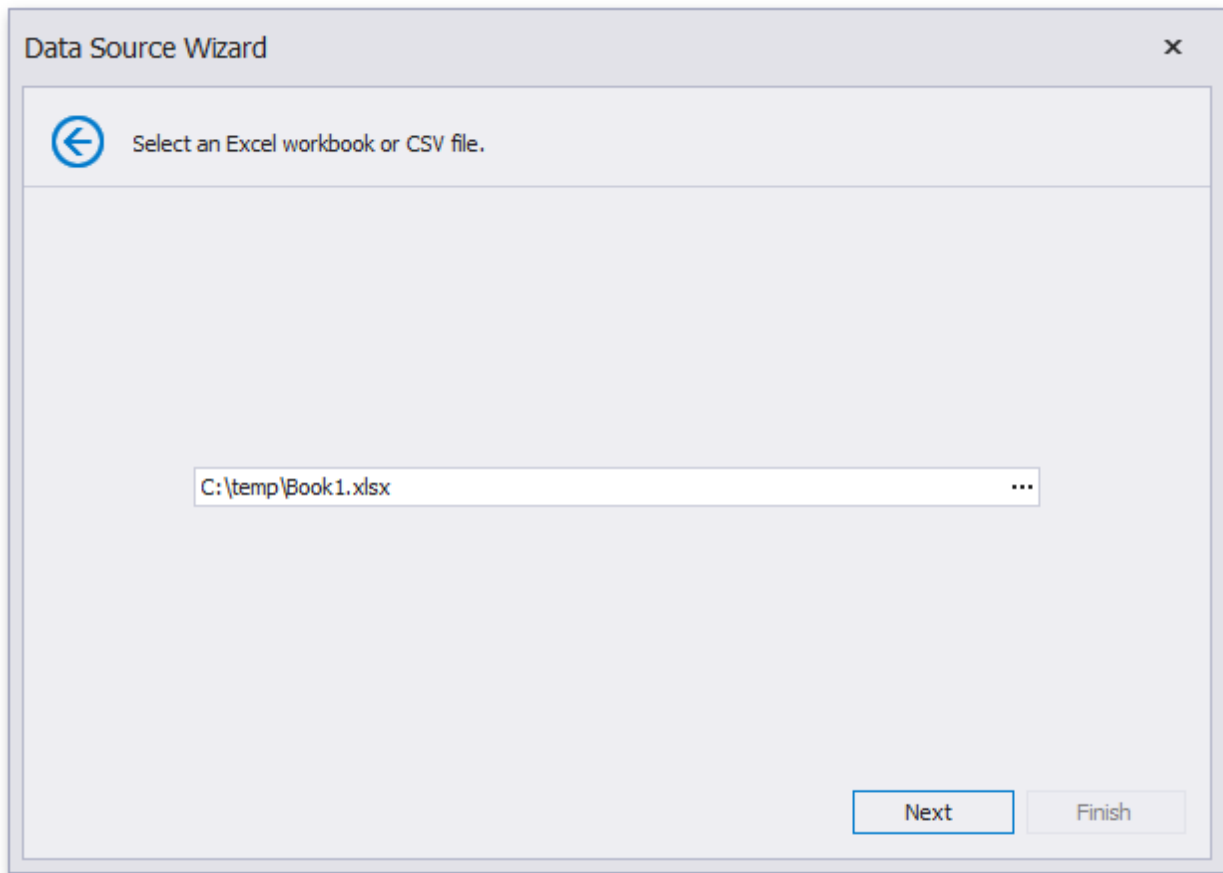 Data Source Wizard
Select an Excel workbook or CSV file.
C:\temp\Book1.xlsx
...
Next
Finish